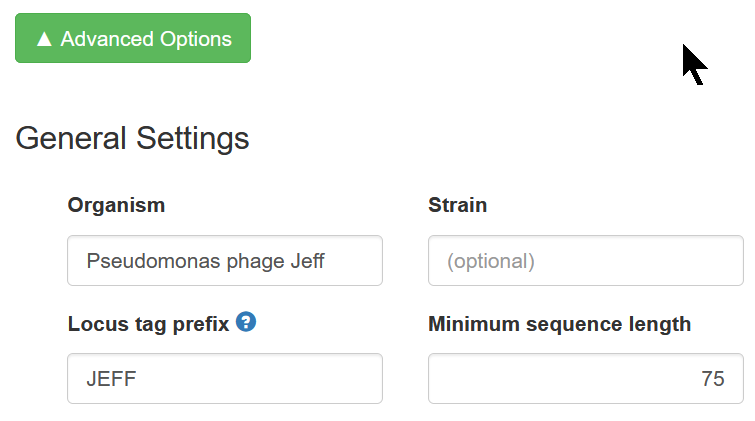 ▲ Advanced Options
General Settings
Organism
Strain
Pseudomonas phage Jeff
(optional)
Locus tag prefix ?
Minimum sequence length
JEFF
75